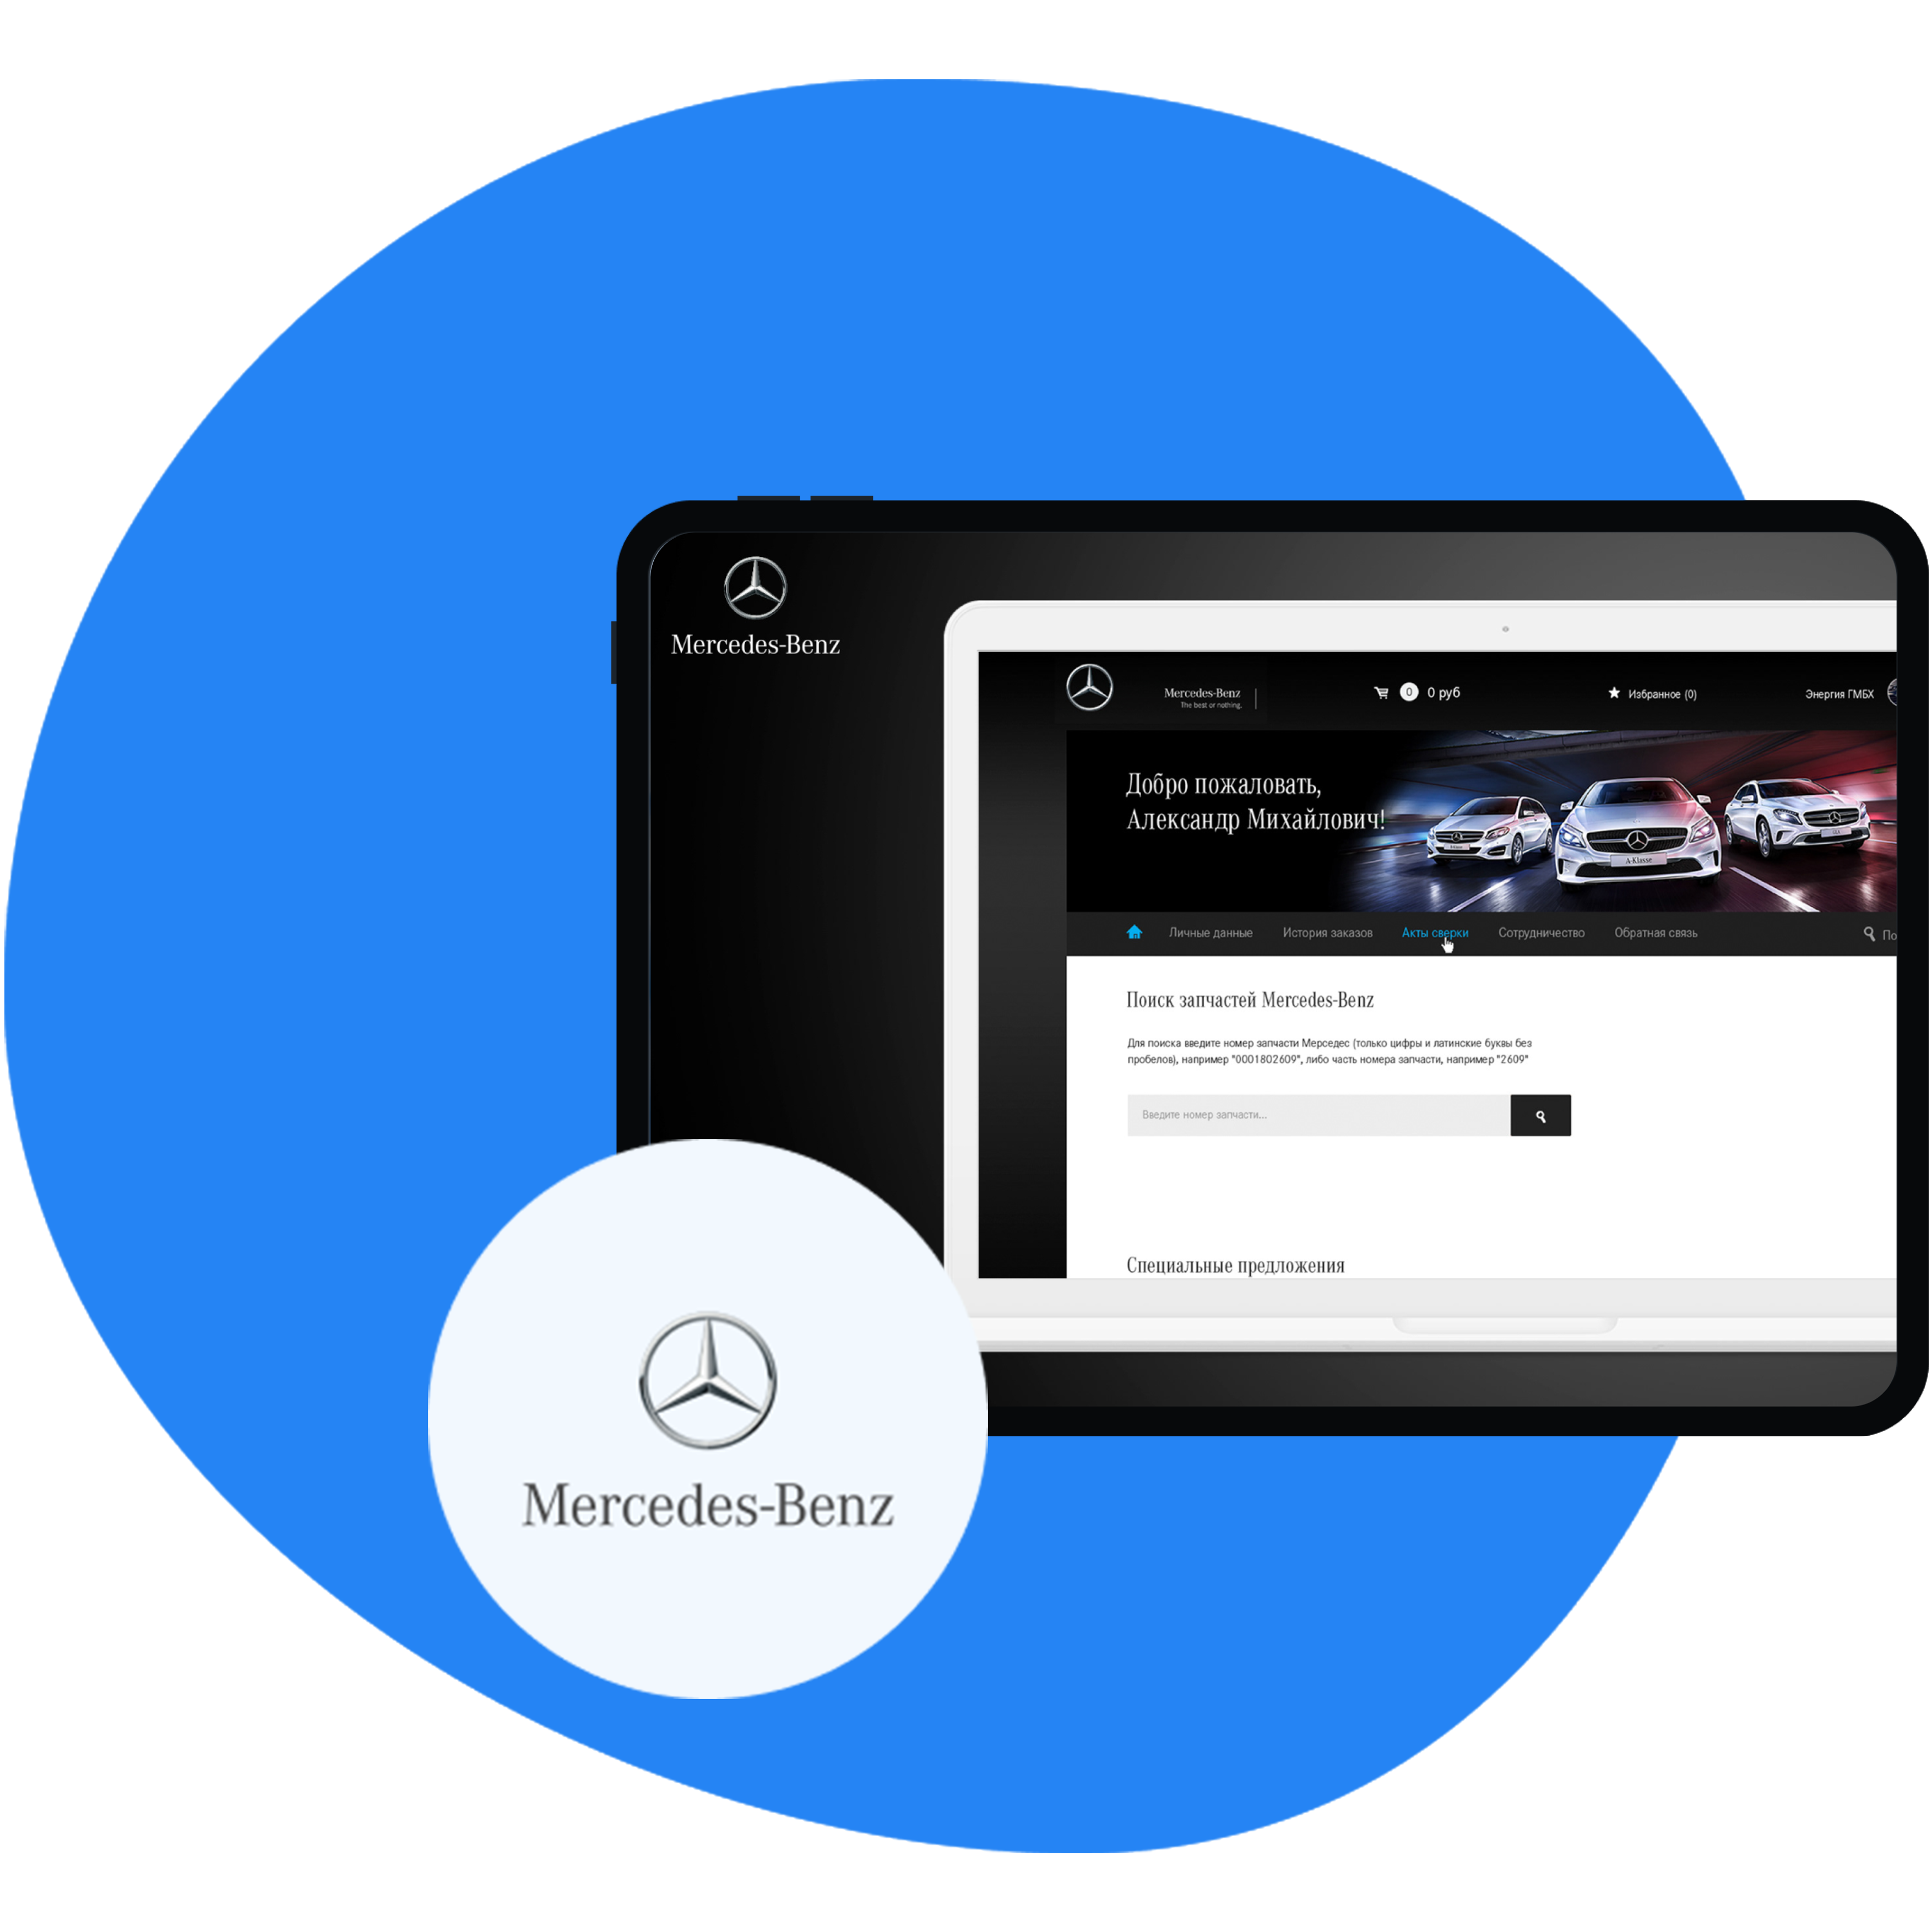 Mercedes-Benz
Mercedes-Benz
The best or nothing.
0
0 руб
Избранное (0)
Энергия ГМБХ
Добро пожаловать,
Александр Михайлович!
A-Klasse
Личные данные
История заказов
Акты сверки
Сотрудничество
Обратная связь
По
Поиск запчастей Mercedes-Benz
Для поиска введите номер запчасти Мерседес (только цифры и латинские буквы без
пробелов), например "0001802609", либо часть номера запчасти, например "2609"
Введите номер запчасти...
Специальные предложения
Mercedes-Benz